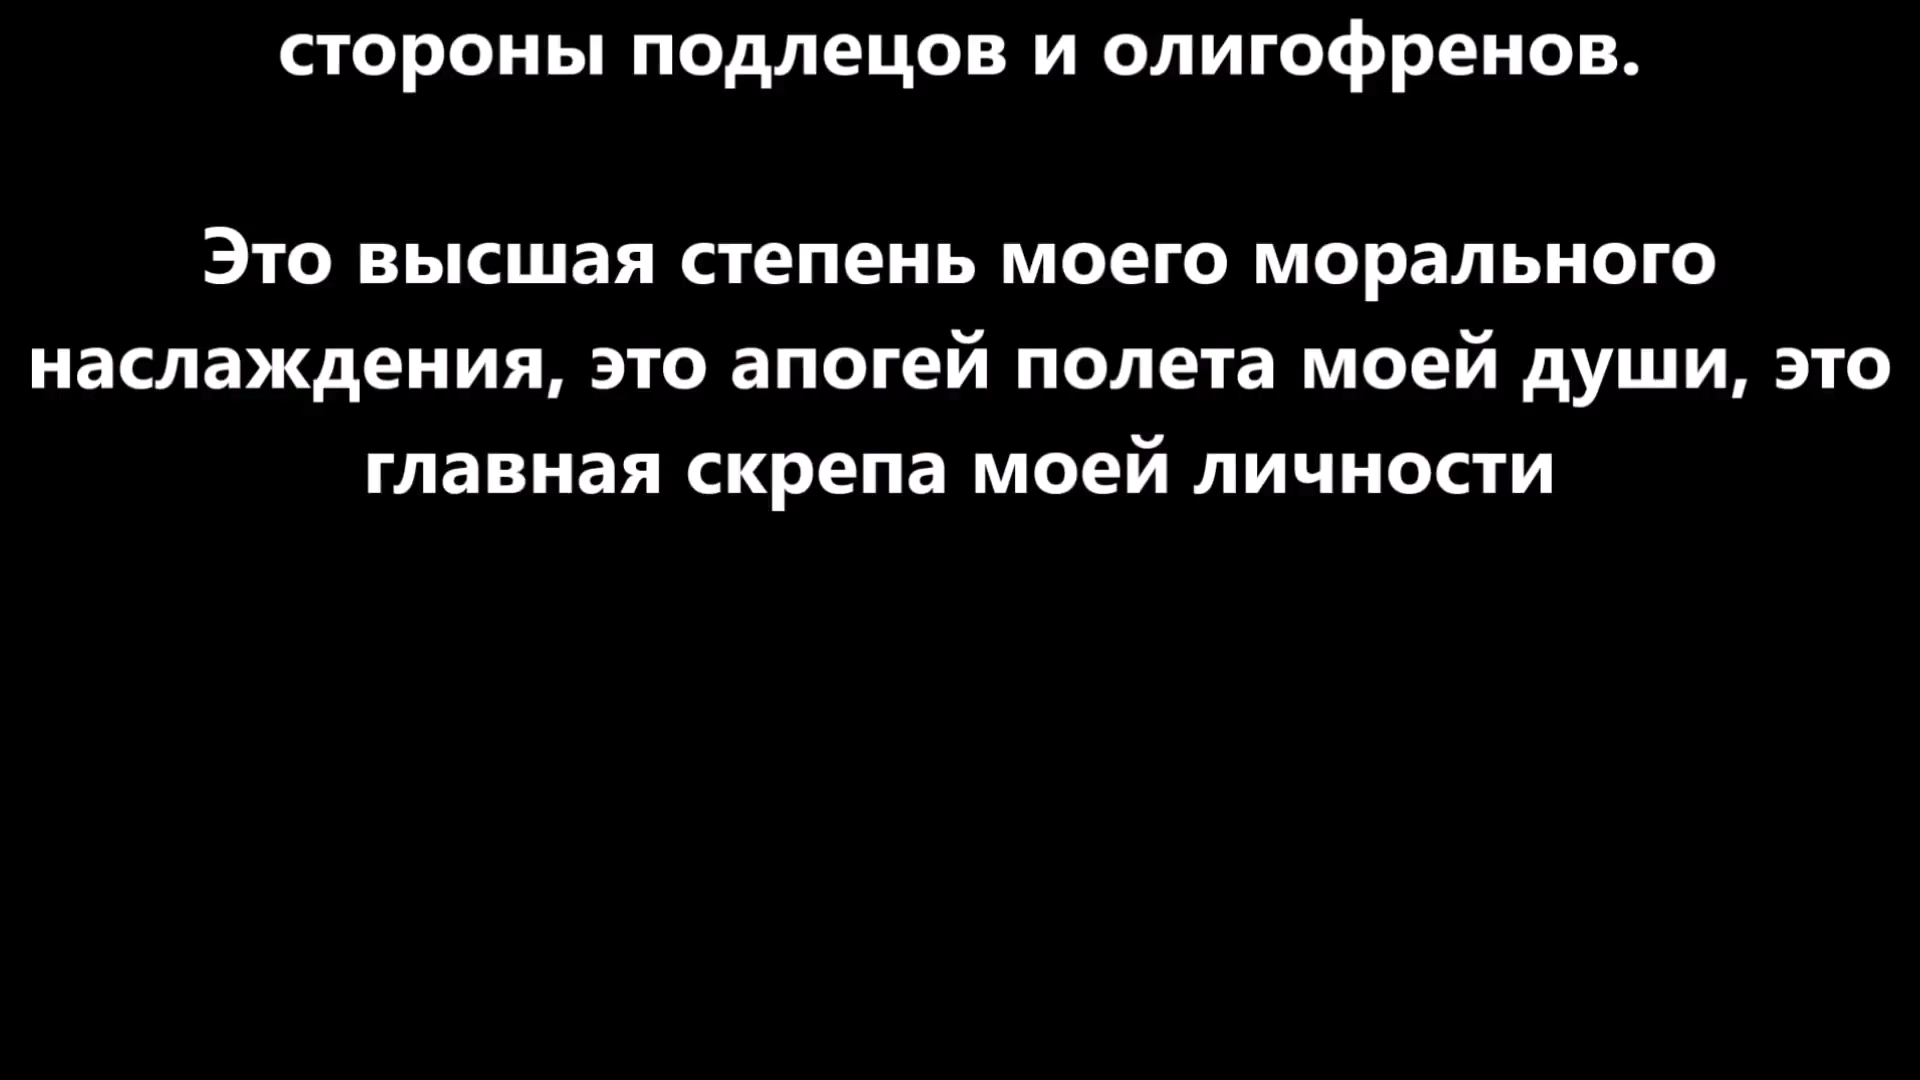 стороны подлецов и олигофренов.
Это высшая степень моего морального
наслаждения, это апогей полета моей души, это
главная скрепа моей личности